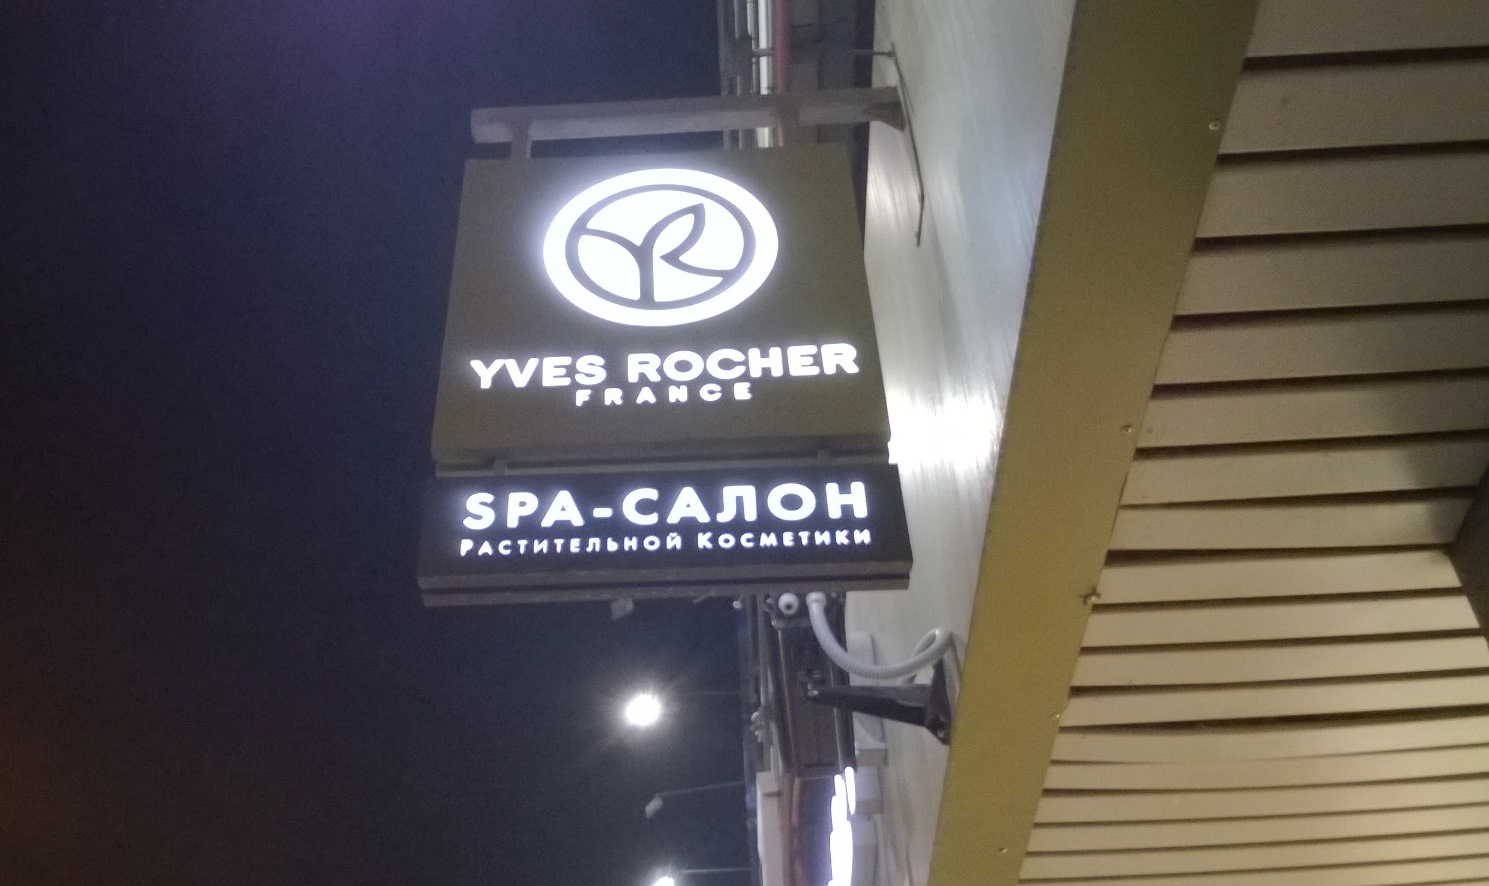 YVES ROCHER
FRANCE
SPA-САЛОН
РАСТИТЕЛЬНОЙ КОСМЕТИКИ